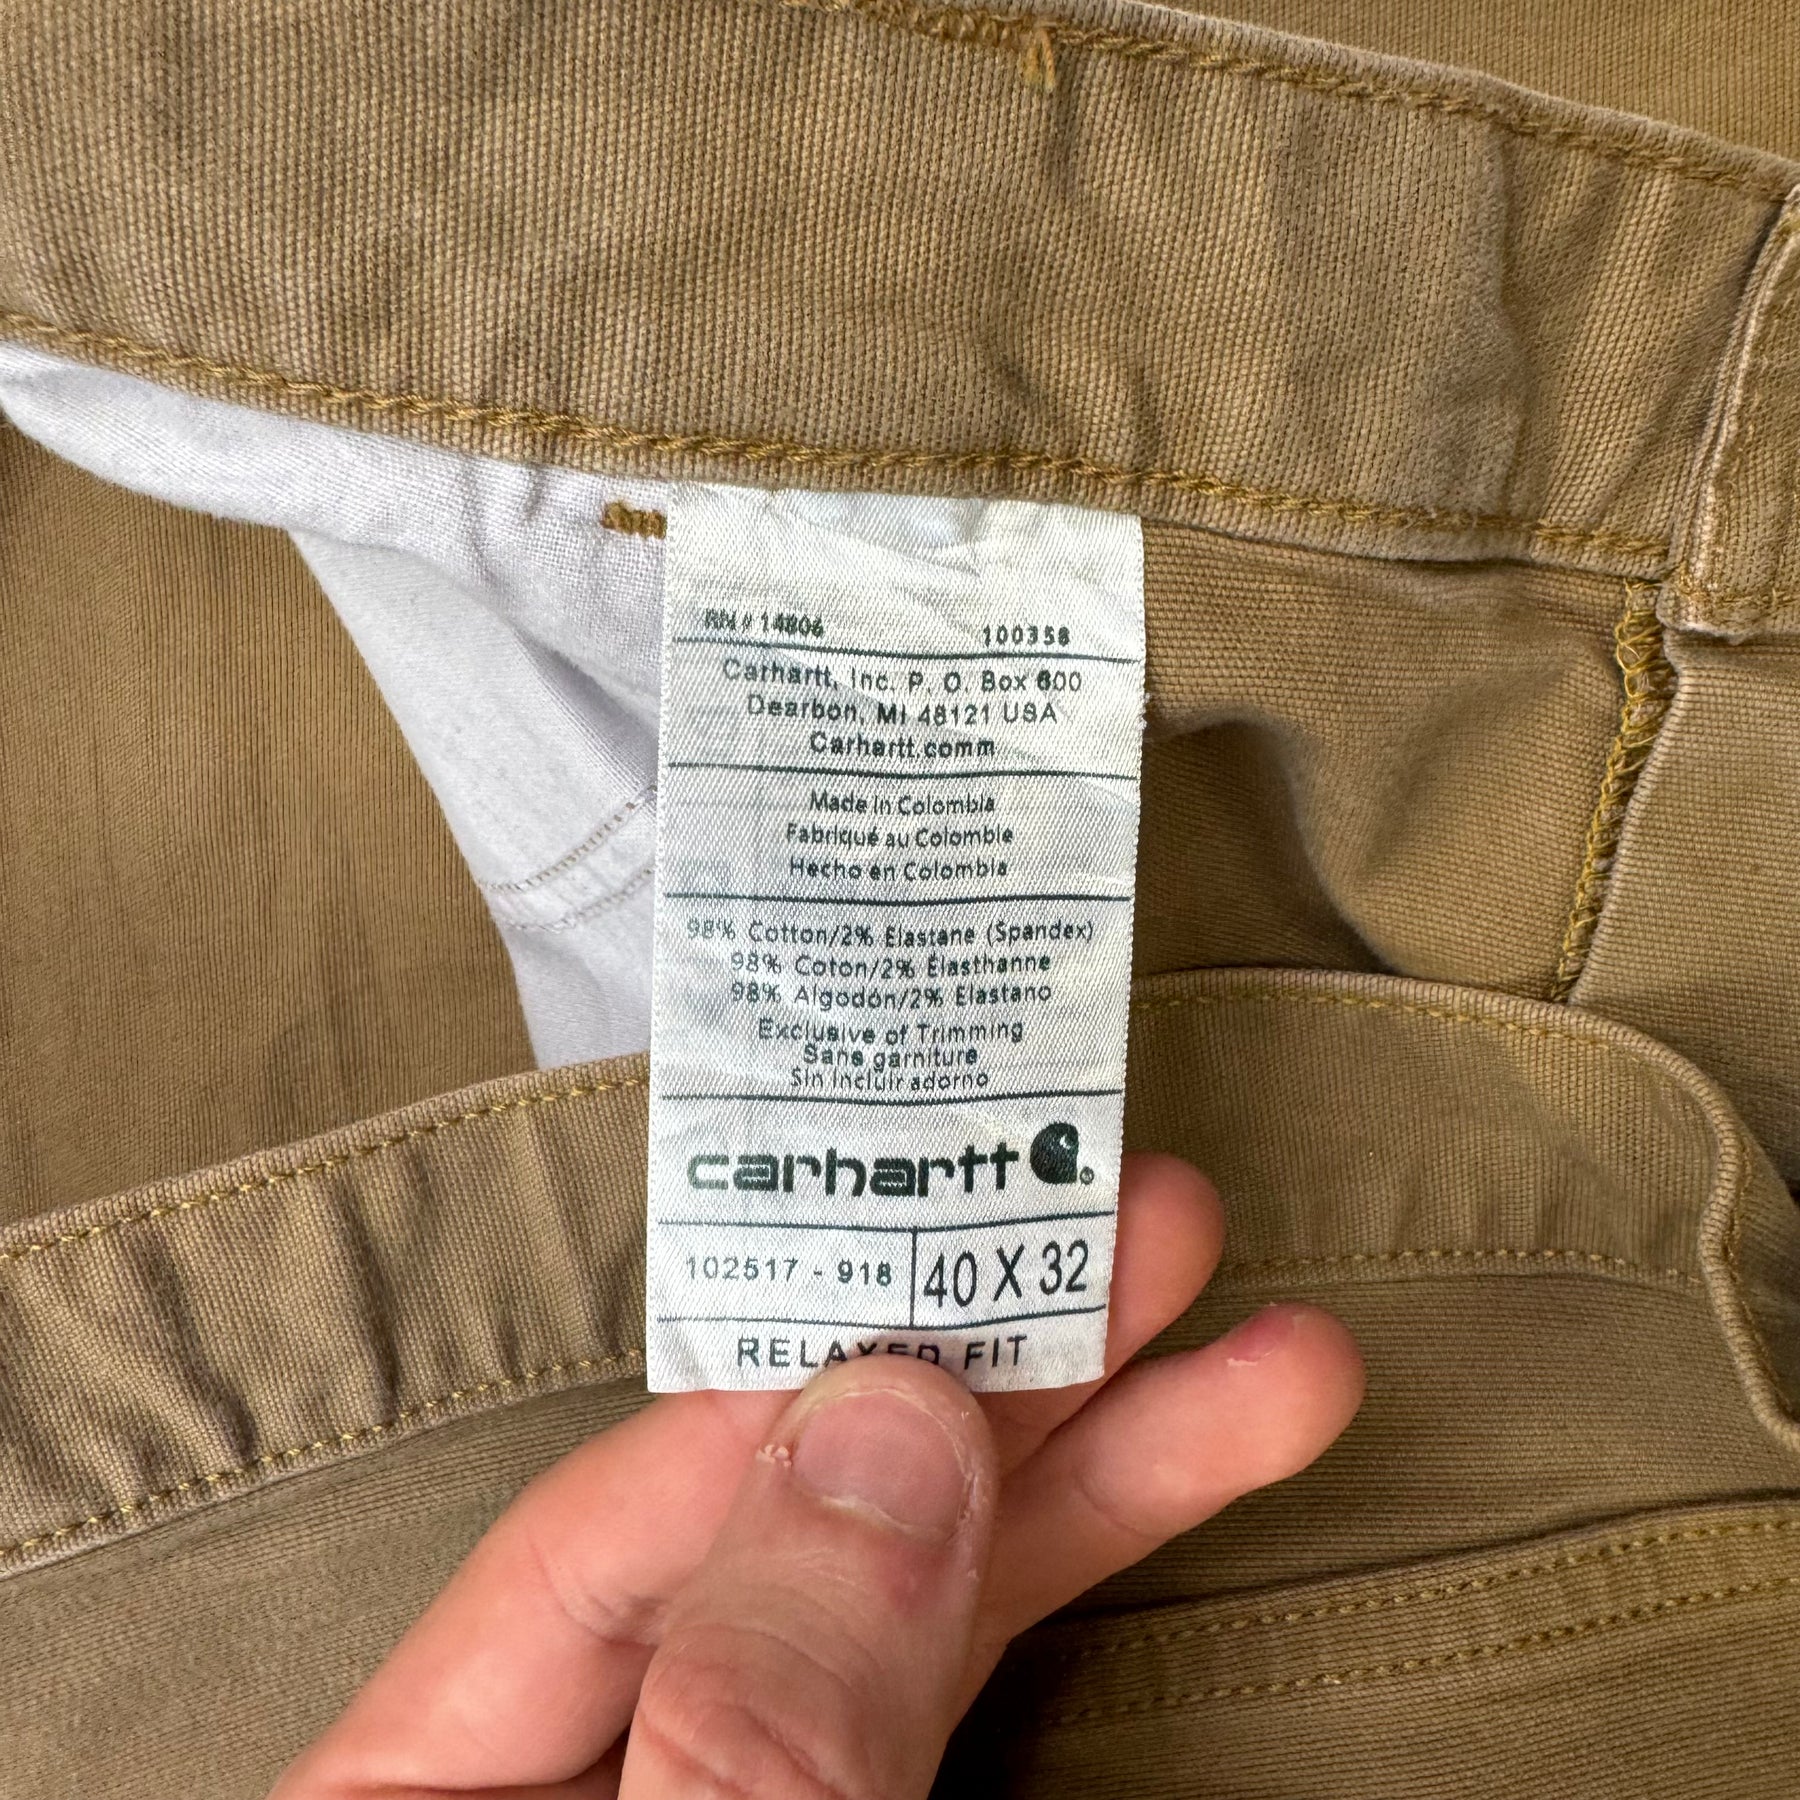 RN # 14806 100358
Carhartt, Inc. P. O. Box 600
Dearbon, MI 48121 USA
Carhartt.comm
Made in Colombia
Fabriqué au Colombie
Hecho en Colombia
98% Cotton/2% Elastane (Spandex)
98% Coton/2% Élasthanne
98% Algodón/2% Elastano
Exclusive of Trimming
Sans garniture
Sin incluir adorno
carhartt
102517 - 918 40 X 32
RELAXED FIT